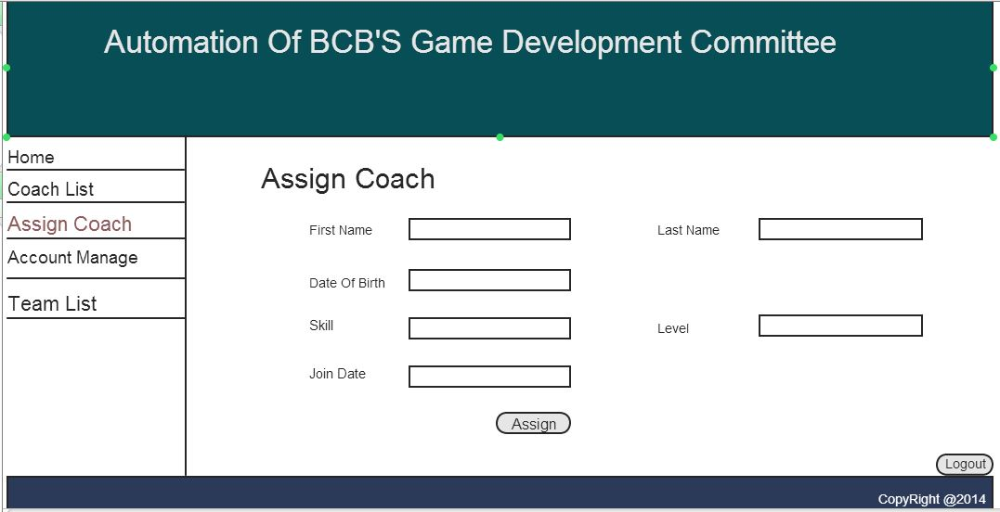 Automation Of BCB'S Game Development Committee
Home
Coach List
Assign Coach
Account Manage
Team List
Assign Coach
First Name
Last Name
Date Of Birth
Skill
Level
Join Date
Assign
Logout
CopyRight @2014